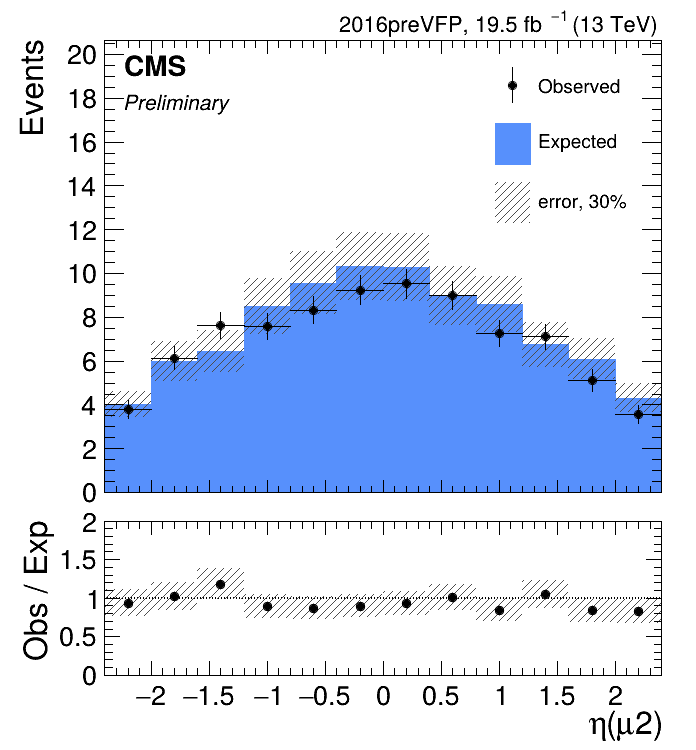 2016preVFP, 19.5 fb ⁻¹ (13 TeV)
CMS
Preliminary
Observed
Expected
error, 30%
Events
20
18
16
14
12
10
8
6
4
2
0
Obs / Exp
2
1.5
1
0.5
0
−2 −1.5 −1 −0.5 0 0.5 1 1.5 2
η(μ2)